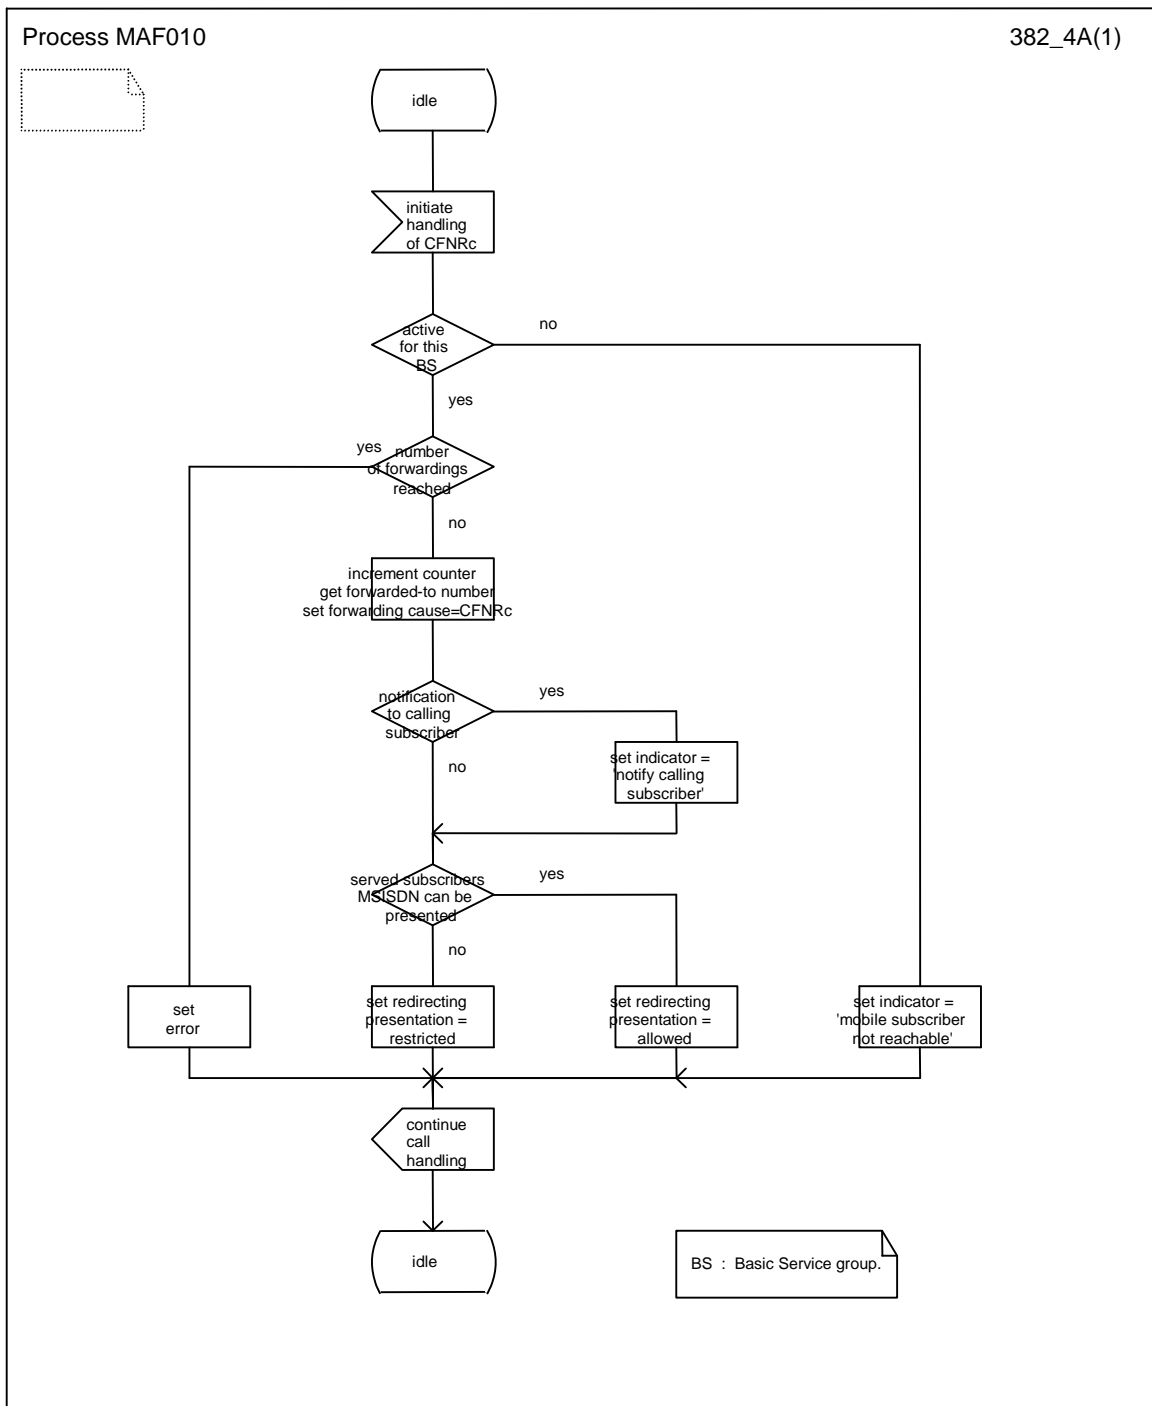 Process MAF010
382_4A(1)
idle
initiate
handling
of CFNRc
active
for this
BS
no
yes
yes
number
of forwardings
reached
no
increment counter
get forwarded-to number
set forwarding cause=CFNRc
notification
to calling
subscriber
yes
no
set indicator =
'notify calling
subscriber'
served subscribers
MSISDN can be
presented
yes
no
set
error
set redirecting
presentation =
restricted
set redirecting
presentation =
allowed
set indicator =
'mobile subscriber
not reachable'
continue
call
handling
idle
BS : Basic Service group.